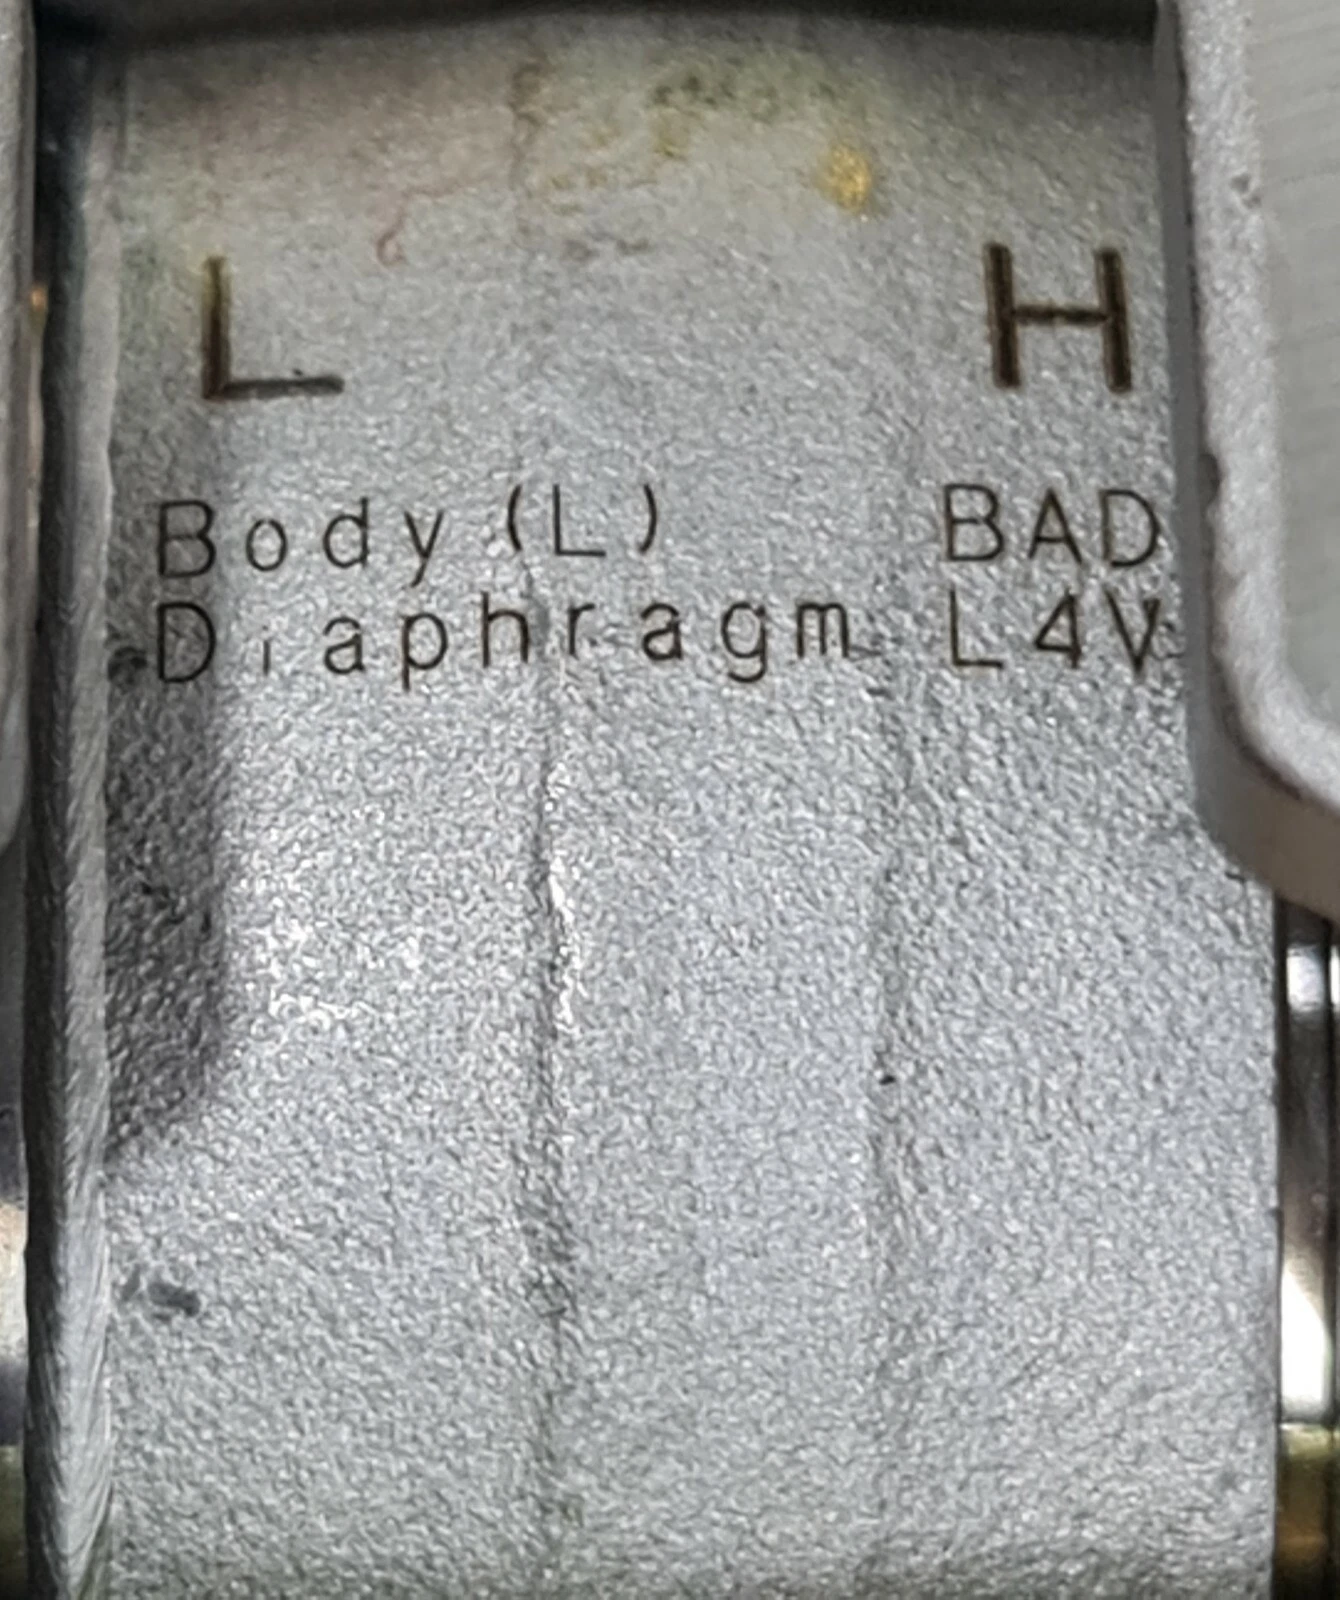 L H
Body (L) BAD
Diaphragm L4V